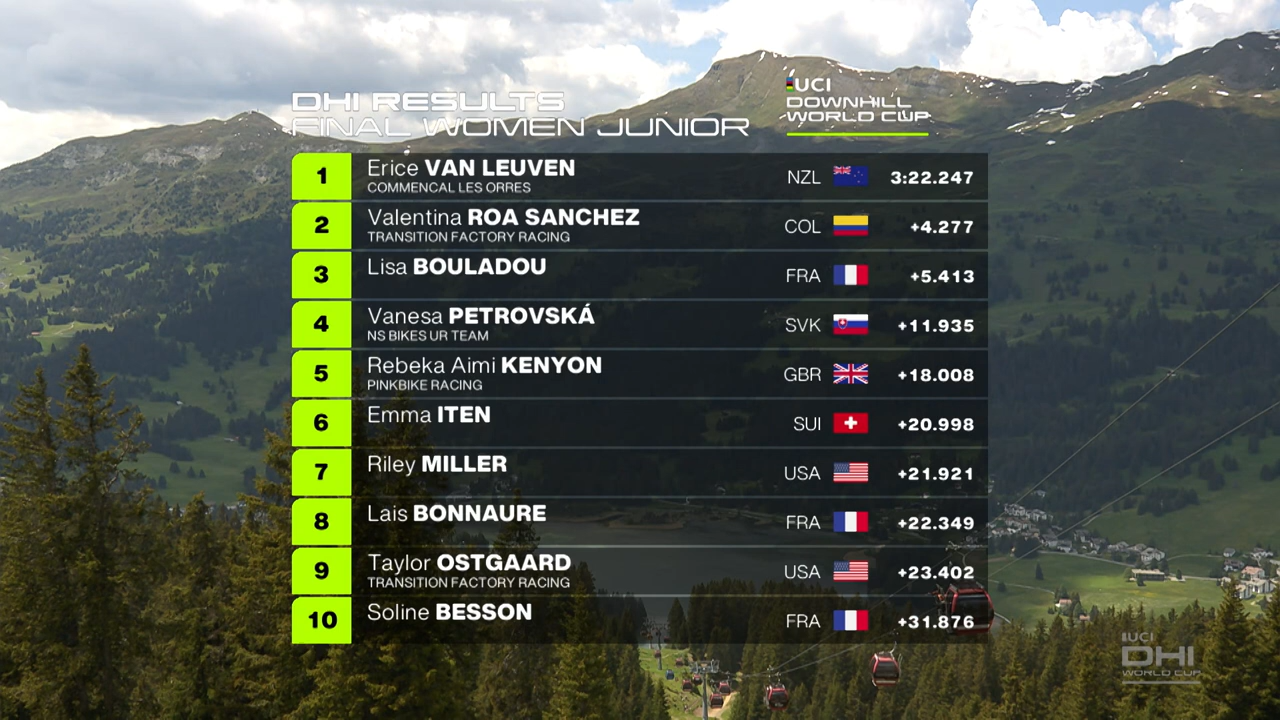 DHI RESULTS
FINAL WOMEN JUNIOR
UCI
DOWNHILL
WORLD CUP
1 Erice VAN LEUVEN NZL 3:22.247
COMMENCAL LES ORRES
2 Valentina ROA SANCHEZ COL +4.277
TRANSITION FACTORY RACING
3 Lisa BOULADOU FRA +5.413
4 Vanesa PETROVSKÁ SVK +11.935
NS BIKES UR TEAM
5 Rebeka Aimi KENYON GBR +18.008
PINKBIKE RACING
6 Emma ITEN SUI +20.998
7 Riley MILLER USA +21.921
8 Lais BONNAURE FRA +22.349
9 Taylor OSTGAARD USA +23.402
TRANSITION FACTORY RACING
10 Soline BESSON FRA +31.876
UCI
DHI
WORLD CUP